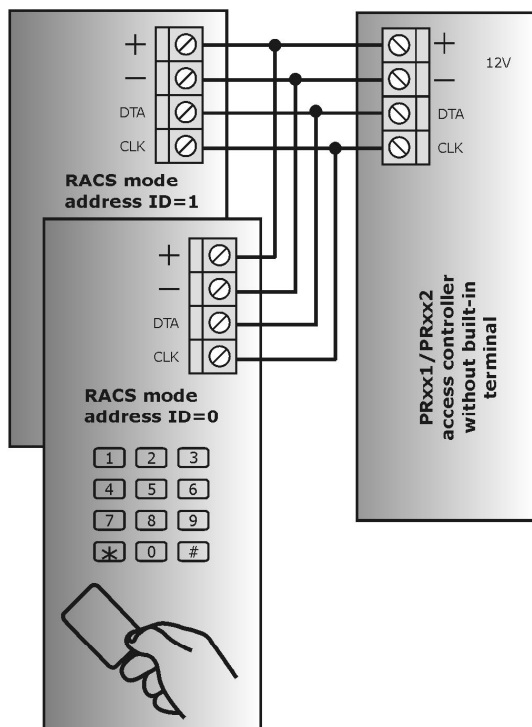 +
−
DTA
CLK
RACS mode
address ID=1
+
−
DTA
CLK
RACS mode
address ID=0
1 2 3
4 5 6
7 8 9
* 0 #
+
−
DTA
CLK
12V
PRxx1/PRxx2
access controller
without built-in
terminal